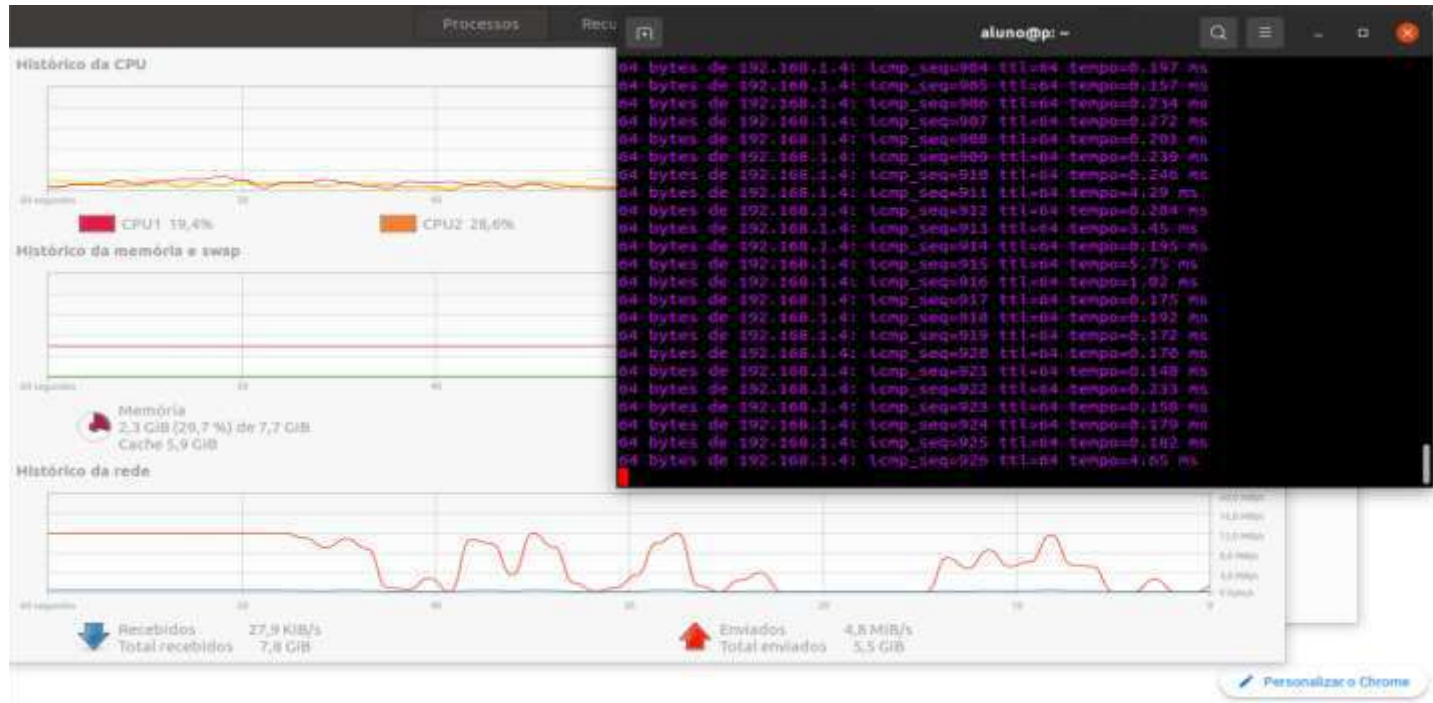 Processos Recu
aluno@p: ~
Histórico da CPU
CPU1 19,4% CPU2 28,6%
Histórico da memória e swap
Memória
2,3 GiB (29,7 %) de 7,7 GiB
Cache 5,9 GiB
Histórico da rede
Recebidos 27,9 KiB/s
Total recebidos 7,8 GiB
Enviados 4,8 MiB/s
Total enviados 5,5 GiB
64 bytes de 192.168.1.4: icmp_seq=904 ttl=64 tempo=0.197 ms
64 bytes de 192.168.1.4: icmp_seq=905 ttl=64 tempo=0.157 ms
64 bytes de 192.168.1.4: icmp_seq=906 ttl=64 tempo=0.234 ms
64 bytes de 192.168.1.4: icmp_seq=907 ttl=64 tempo=0.272 ms
64 bytes de 192.168.1.4: icmp_seq=908 ttl=64 tempo=0.203 ms
64 bytes de 192.168.1.4: icmp_seq=909 ttl=64 tempo=0.239 ms
64 bytes de 192.168.1.4: icmp_seq=910 ttl=64 tempo=0.246 ms
64 bytes de 192.168.1.4: icmp_seq=911 ttl=64 tempo=4.29 ms
64 bytes de 192.168.1.4: icmp_seq=912 ttl=64 tempo=0.284 ms
64 bytes de 192.168.1.4: icmp_seq=913 ttl=64 tempo=3.45 ms
64 bytes de 192.168.1.4: icmp_seq=914 ttl=64 tempo=0.195 ms
64 bytes de 192.168.1.4: icmp_seq=915 ttl=64 tempo=5.75 ms
64 bytes de 192.168.1.4: icmp_seq=916 ttl=64 tempo=1.02 ms
64 bytes de 192.168.1.4: icmp_seq=917 ttl=64 tempo=0.175 ms
64 bytes de 192.168.1.4: icmp_seq=918 ttl=64 tempo=0.192 ms
64 bytes de 192.168.1.4: icmp_seq=919 ttl=64 tempo=0.172 ms
64 bytes de 192.168.1.4: icmp_seq=920 ttl=64 tempo=0.170 ms
64 bytes de 192.168.1.4: icmp_seq=921 ttl=64 tempo=0.148 ms
64 bytes de 192.168.1.4: icmp_seq=922 ttl=64 tempo=0.233 ms
64 bytes de 192.168.1.4: icmp_seq=923 ttl=64 tempo=0.158 ms
64 bytes de 192.168.1.4: icmp_seq=924 ttl=64 tempo=0.179 ms
64 bytes de 192.168.1.4: icmp_seq=925 ttl=64 tempo=0.182 ms
64 bytes de 192.168.1.4: icmp_seq=926 ttl=64 tempo=4.65 ms
Personalizar o Chrome